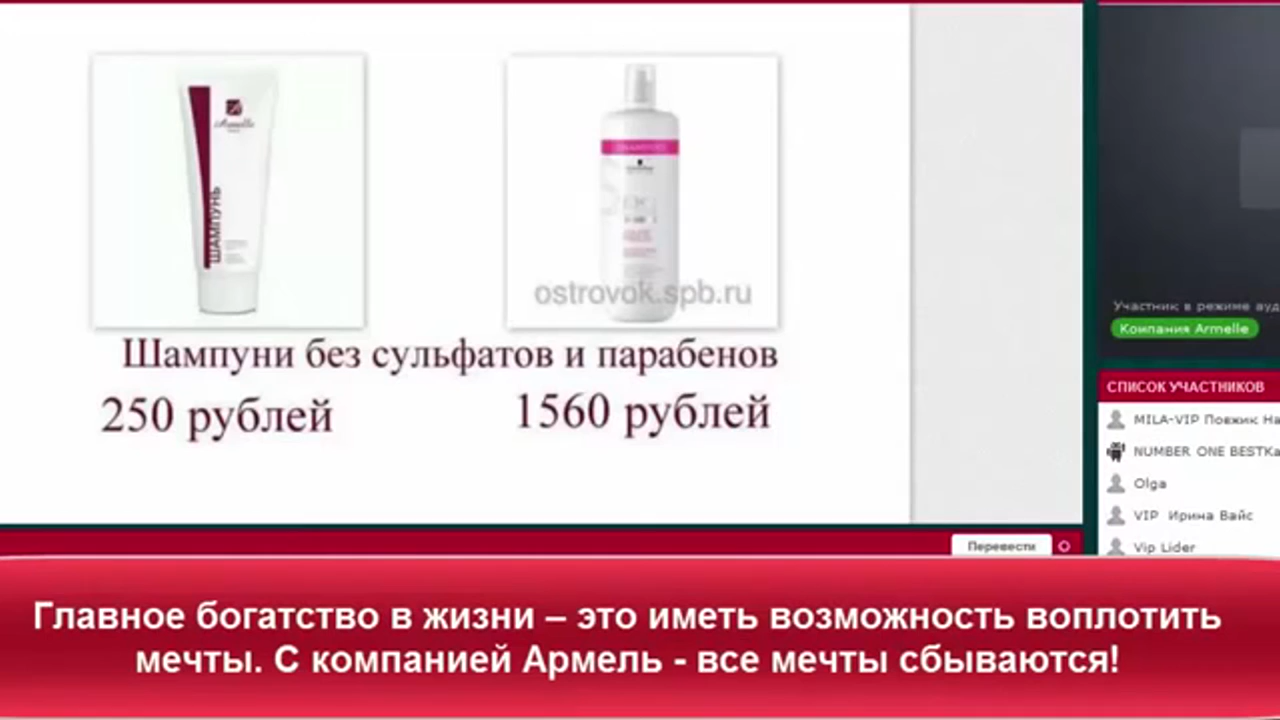 Armelle
ШАМПУНЬ
SHAMPOO
ostrovok.spb.ru
Шампуни без сульфатов и парабенов
250 рублей
1560 рублей
Участник в режиме ауд
Компания Armelle
СПИСОК УЧАСТНИКОВ
MILA-VIP Повжик На
NUMBER ONE BESTKa
Olga
VIP Ирина Вайс
Vip Lider
Перевести
Главное богатство в жизни – это иметь возможность воплотить
мечты. С компанией Армель - все мечты сбываются!